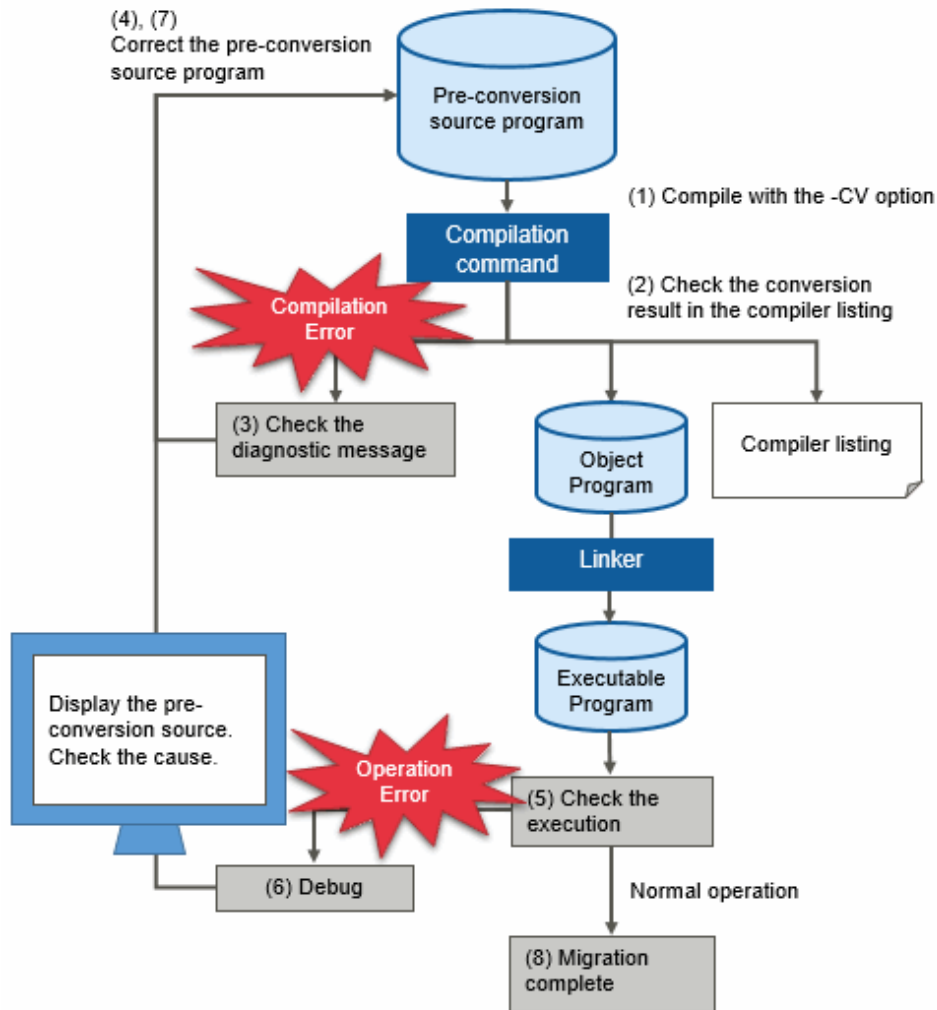 (4), (7)
Correct the pre-conversion
source program
Pre-conversion
source program
(1) Compile with the -CV option
Compilation
command
(2) Check the conversion
result in the compiler listing
Compilation
Error
(3) Check the
diagnostic message
Object
Program
Compiler listing
Linker
Executable
Program
Display the pre-
conversion source.
Check the cause.
Operation
Error
(5) Check the
execution
(6) Debug
Normal operation
(8) Migration
complete